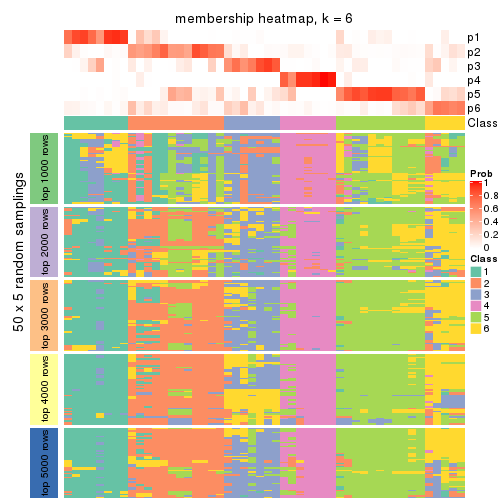 membership heatmap, k = 6
p1
p2
p3
p4
p5
p6
Class
50 x 5 random samplings
top 1000 rows
top 2000 rows
top 3000 rows
top 4000 rows
top 5000 rows
Prob
1
0.8
0.6
0.4
0.2
0
Class
1
2
3
4
5
6